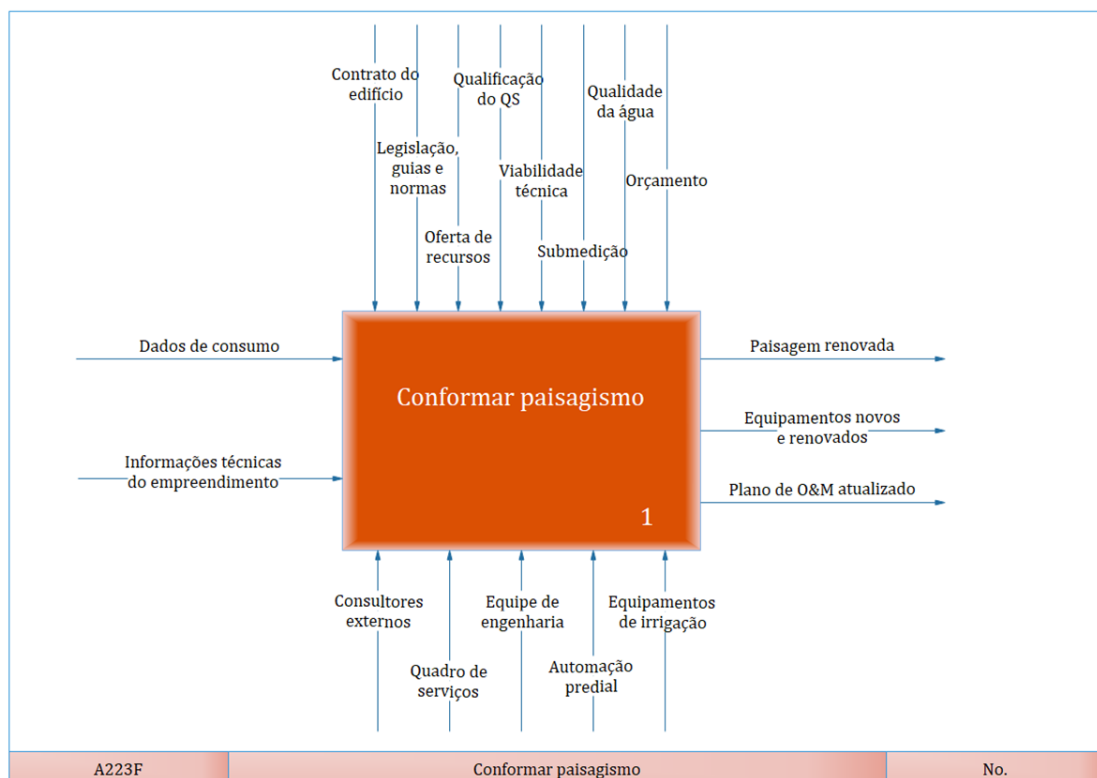 Contrato do
edifício
Qualificação
do QS
Qualidade
da água
Legislação,
guias e
normas
Viabilidade
técnica
Orçamento
Oferta de
recursos
Submedição
Dados de consumo
Informações técnicas
do empreendimento
Conformar paisagismo
1
Paisagem renovada
Equipamentos novos
e renovados
Plano de O&M atualizado
Consultores
externos
Equipe de
engenharia
Equipamentos
de irrigação
Quadro de
serviços
Automação
predial
A223F
Conformar paisagismo
No.